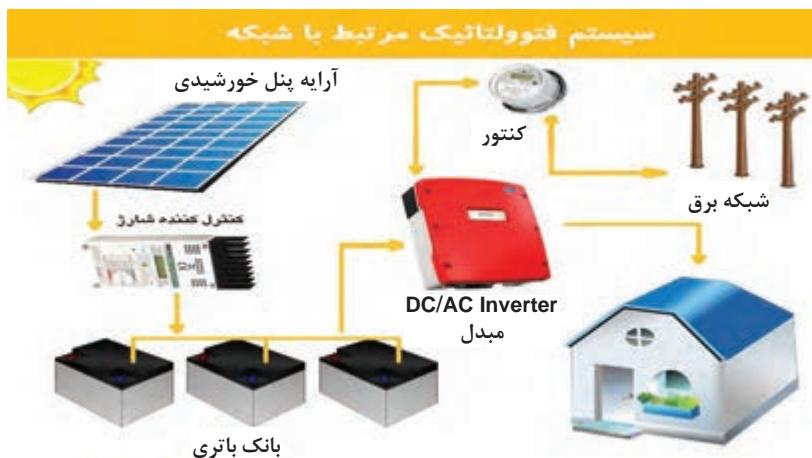 سیستم فتوولتائیک مرتبط با شبکه
آرایه پنل خورشیدی
کنتور
شبکه برق
کنترل کننده شارژ
DC/AC Inverter
مبدل
بانک باتری